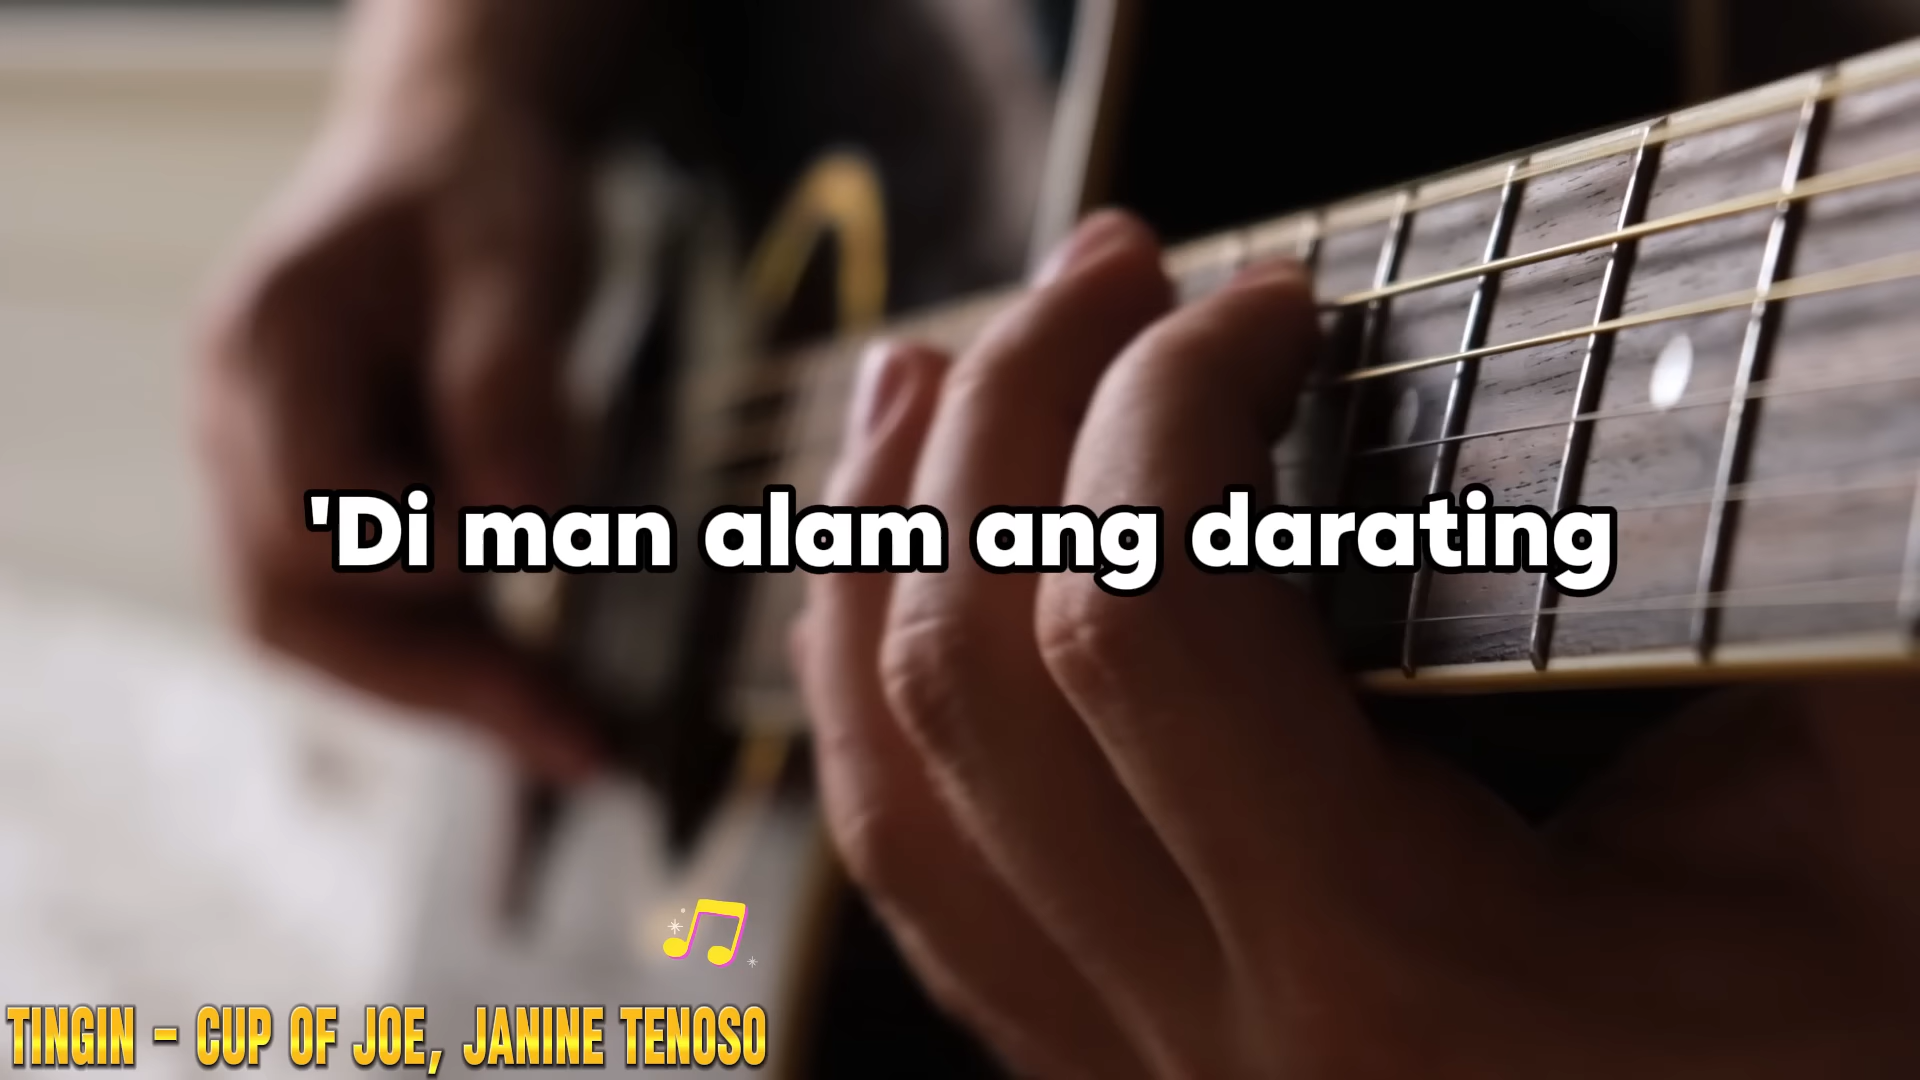 'Di man alam ang darating
TINGIN - CUP OF JOE, JANINE TENOSO